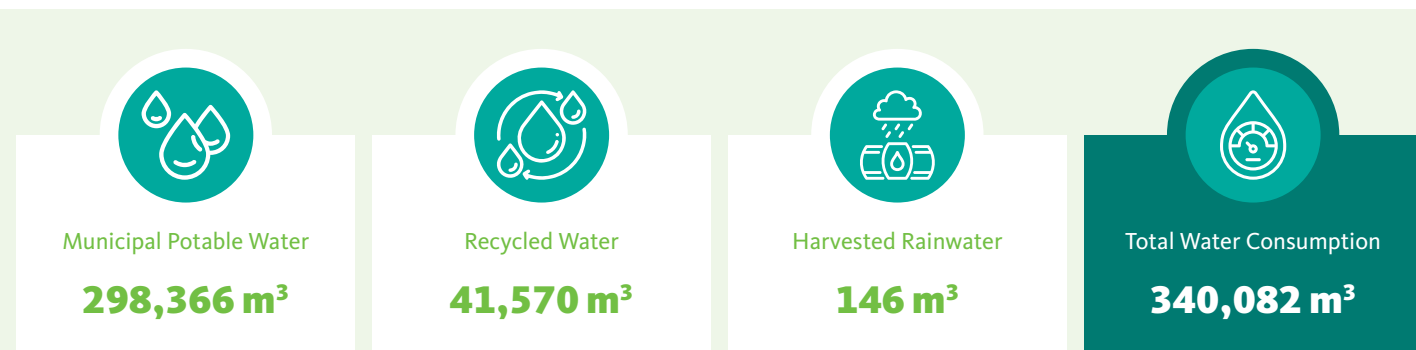 Municipal Potable Water
298,366 m³
Recycled Water
41,570 m³
Harvested Rainwater
146 m³
Total Water Consumption
340,082 m³